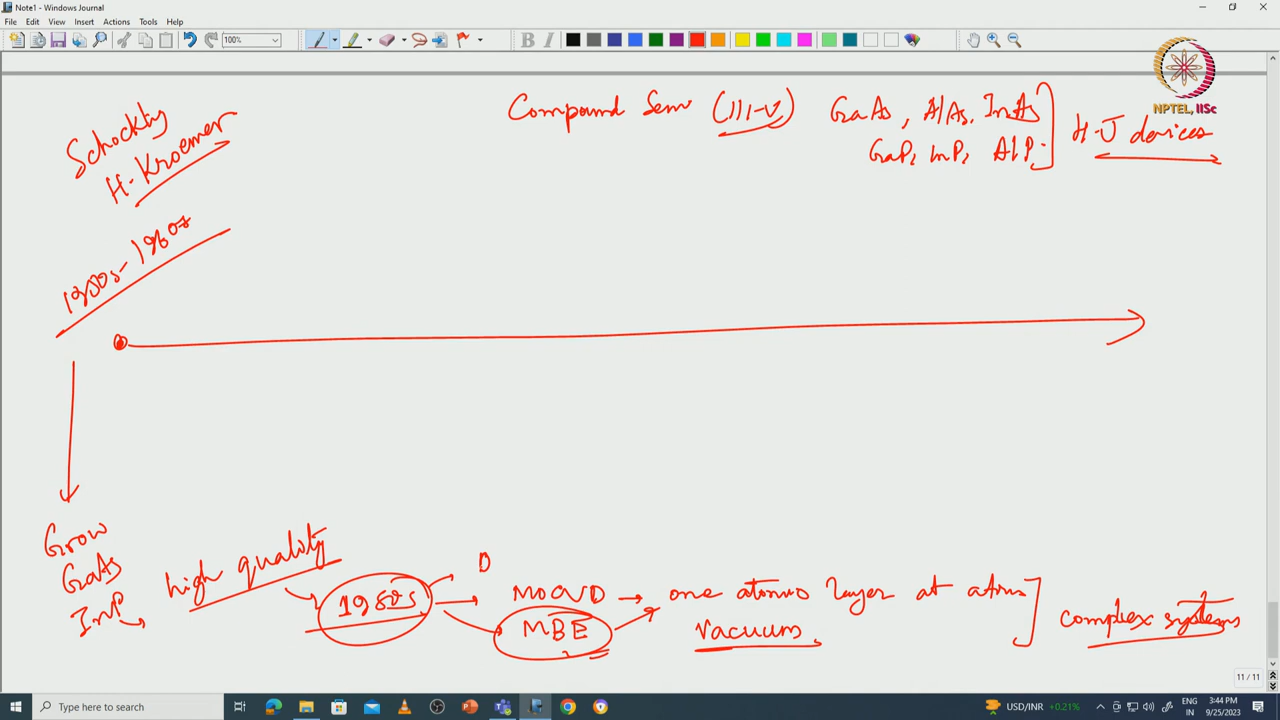 Note1 - Windows Journal
File Edit View Insert Actions Tools Help
100%
NPTEL, IISc
Compound Semi (III-V) GaAs, AlAs, InAs
GaP, InP, AlP.
H-J devices
Schockly
H. Kroemer
1950s-1960s
Grow
GaAs
InP
high quality
1980s
D
MOCVD → one atomic layer at atom
MBE
vacuum
complex systems
11 / 11
Type here to search
USD/INR +0.21%
ENG
IN
3:44 PM
9/25/2023